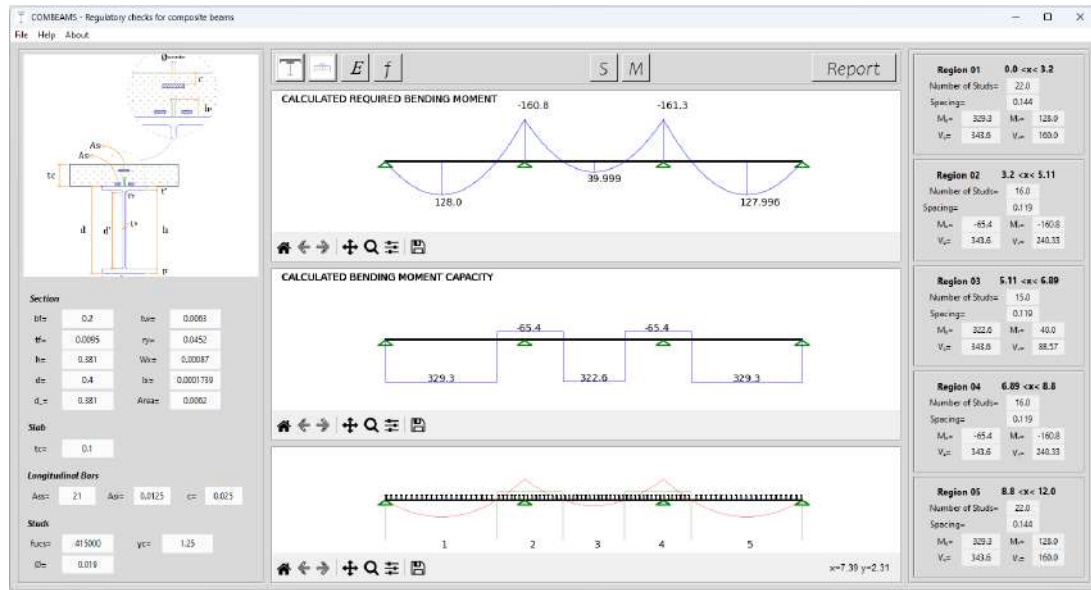 COMBEAMS - Regulatory checks for composite beams
File Help About
c
As
As
tc
d
d'
h
Section
bf= 0.2 tw= 0.0063
tf= 0.0095 ry= 0.0452
h= 0.381 Wx= 0.00087
d= 0.4 Ix= 0.0001739
d_= 0.381 Area= 0.0062
Slab
tc= 0.1
Longitudinal Bars
Ass= 21 Asi= 0.0125 c= 0.025
Studs
fucs= 415000 γc= 1.25
Ø= 0.019
E f S M Report
CALCULATED REQUIRED BENDING MOMENT
-160.8 -161.3
39.999
128.0 127.996
CALCULATED BENDING MOMENT CAPACITY
-65.4 -65.4
329.3 322.6 329.3
1 2 3 4 5
x=7.39 y=2.31
Region 01 0.0 <x< 3.2
Number of Studs= 22.0
Spacing= 0.144
329.3 128.0
343.6 160.0
Region 02 3.2 <x< 5.11
Number of Studs= 16.0
Spacing= 0.119
-65.4 -160.8
343.6 240.33
Region 03 5.11 <x< 6.89
Number of Studs= 15.0
Spacing= 0.119
322.6 40.0
343.6 88.57
Region 04 6.89 <x< 8.8
Number of Studs= 16.0
Spacing= 0.119
-65.4 -160.8
343.6 240.33
Region 05 8.8 <x< 12.0
Number of Studs= 22.0
Spacing= 0.144
329.3 128.0
343.6 160.0